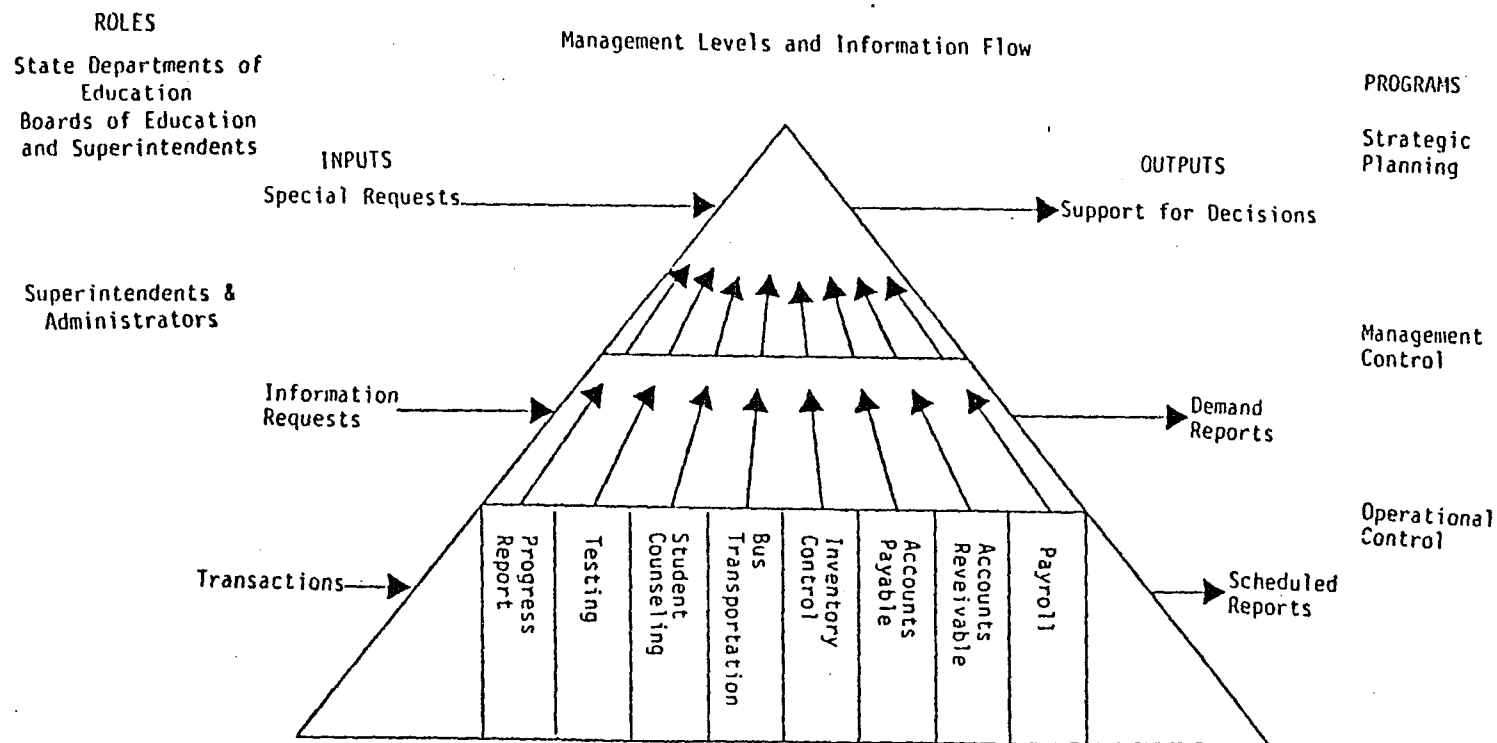 ROLES
Management Levels and Information Flow
State Departments of
Education
Boards of Education
and Superintendents
PROGRAMS
Strategic
Planning
INPUTS
OUTPUTS
Special Requests
Support for Decisions
Superintendents &
Administrators
Management
Control
Information
Requests
Demand
Reports
Operational
Control
Transactions
Scheduled
Reports
Progress
Report
Testing
Student
Counseling
Bus
Transportation
Inventory
Control
Accounts
Payable
Accounts
Reveivable
Payroll